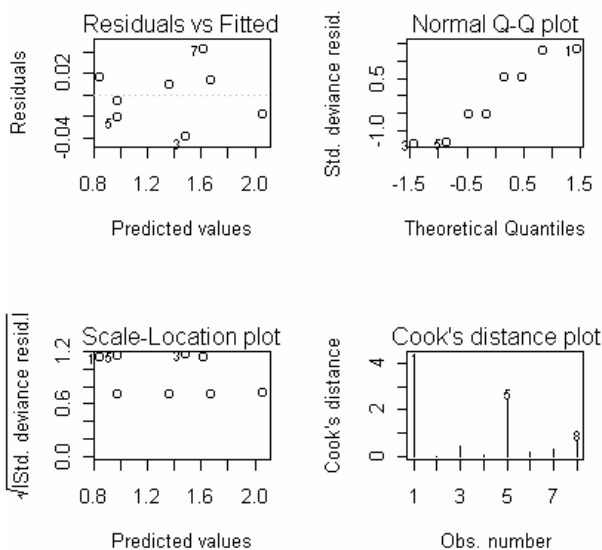 Residuals vs Fitted
Residuals
0.02
-0.04
7
5
3
0.8 1.2 1.6 2.0
Predicted values
Normal Q-Q plot
Std. deviance resid.
0.5
-1.0
1
3
5
-1.5 -0.5 0.5 1.5
Theoretical Quantiles
Scale-Location plot
√|Std. deviance resid.|
1.2
0.6
0.0
1
5
3
0.8 1.2 1.6 2.0
Predicted values
Cook's distance plot
Cook's distance
4
2
0
1
5
8
1 3 5 7
Obs. number